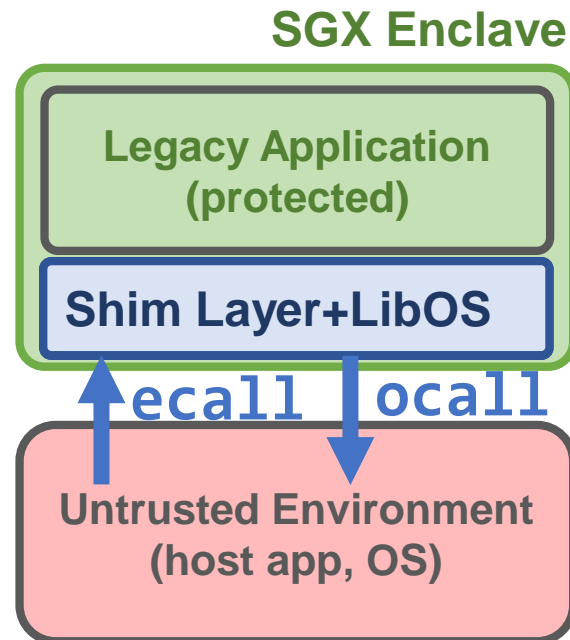 SGX Enclave
Legacy Application
(protected)
Shim Layer+LibOS
ecall ocall
Untrusted Environment
(host app, OS)